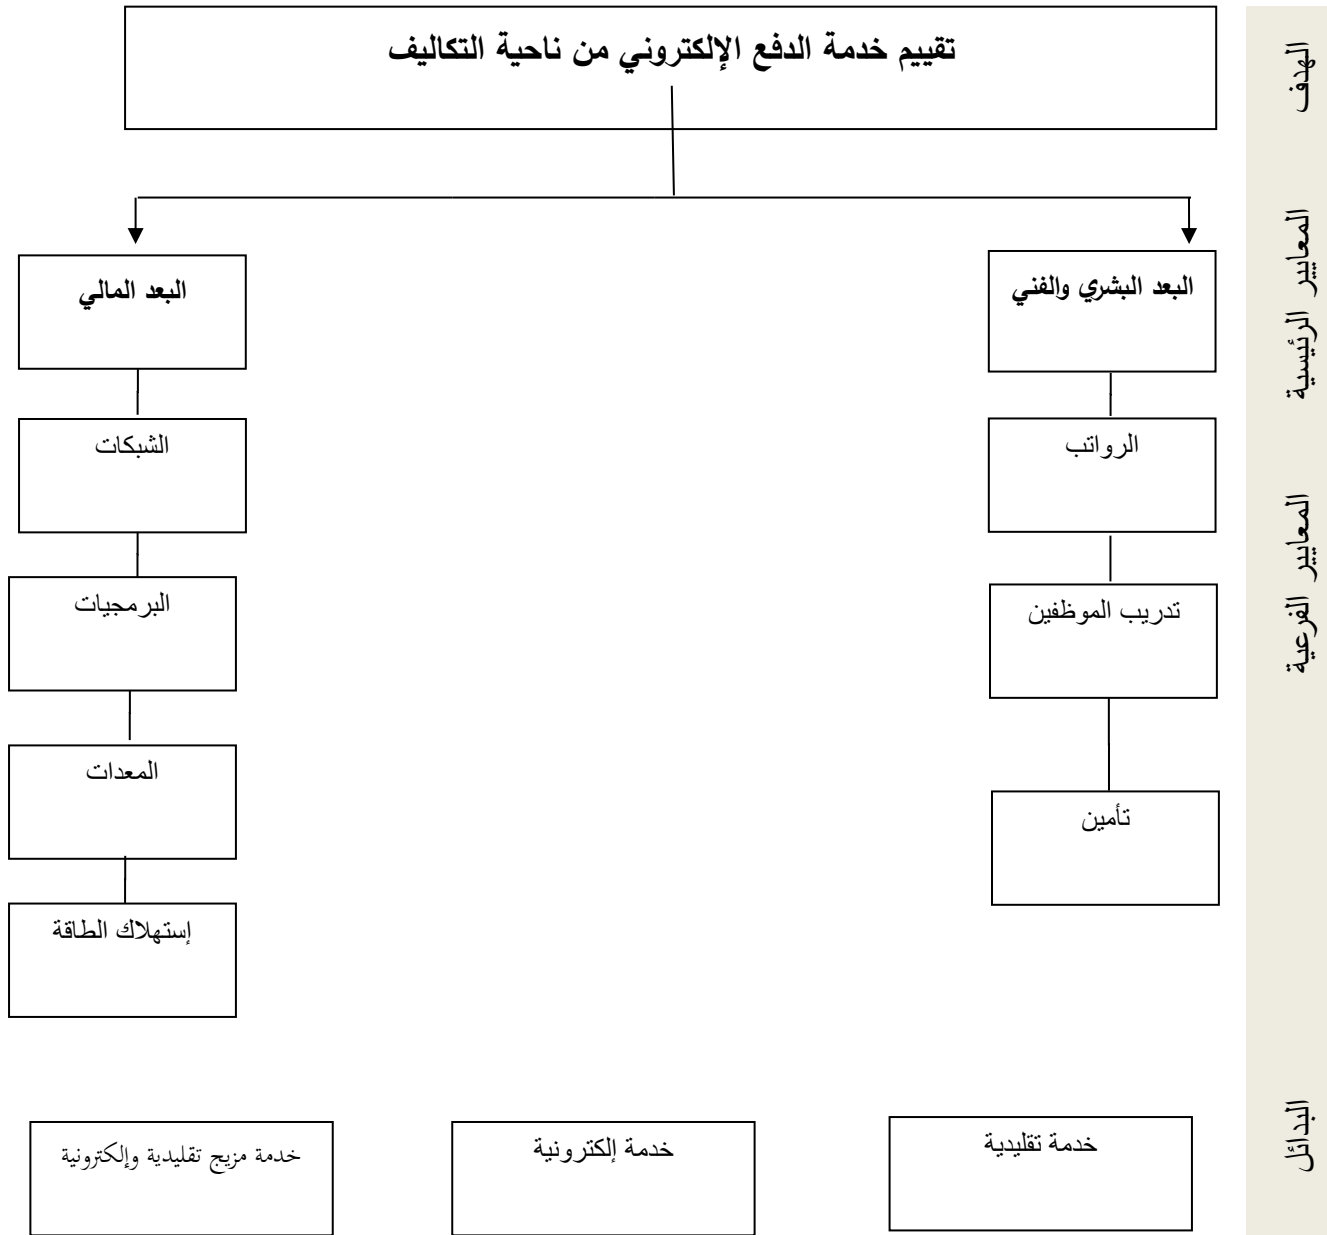 تقييم خدمة الدفع الإلكتروني من ناحية التكاليف
الهدف
البعد البشري والفني
البعد المالي
المعايير الرئيسية
الرواتب
الشبكات
المعايير الفرعية
تدريب الموظفين
البرمجيات
تأمين
المعدات
إستهلاك الطاقة
خدمة تقليدية
خدمة إلكترونية
خدمة مزيج تقليدية وإلكترونية
البدائل